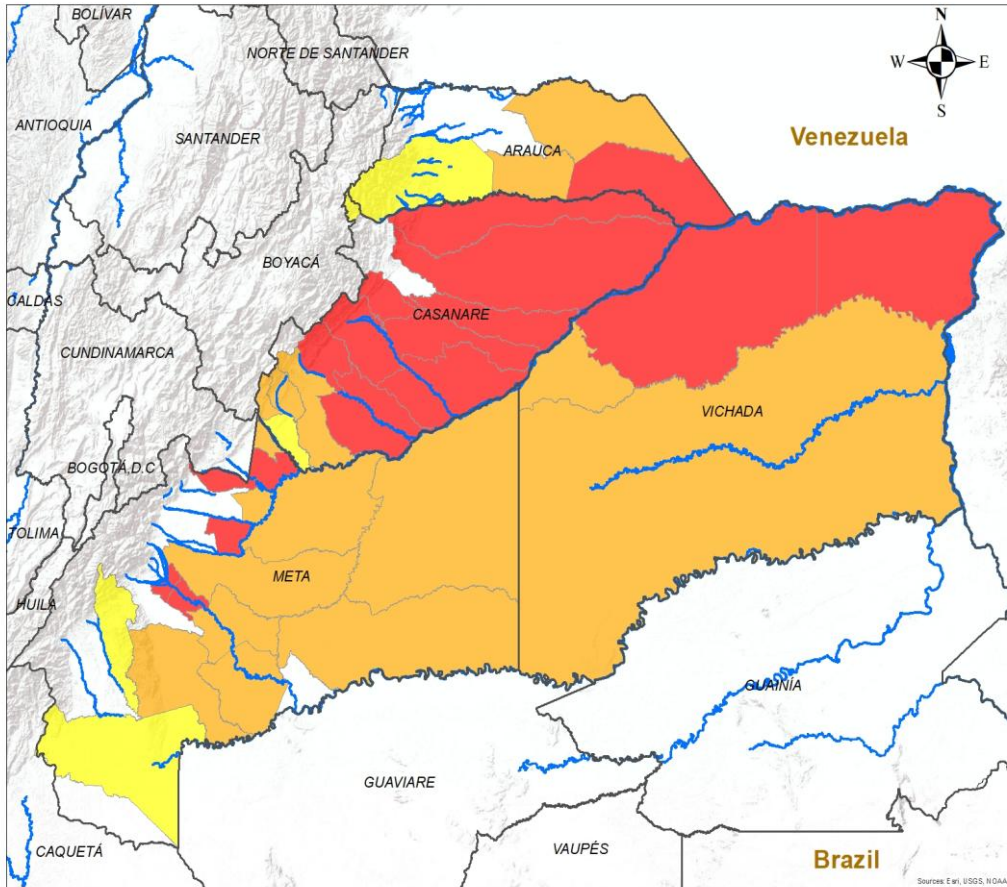 BOLÍVAR
N
NORTE DE SANTANDER
W E
S
ANTIOQUIA
SANTANDER
Venezuela
ARAUCA
BOYACÁ
CALDAS
CASANARE
CUNDINAMARCA
VICHADA
BOGOTÁ D.C
TOLIMA
META
HUILA
GUAINÍA
GUAVIARE
VAUPÉS
CAQUETÁ
Brazil
Sources: Esri, USGS, NOAA